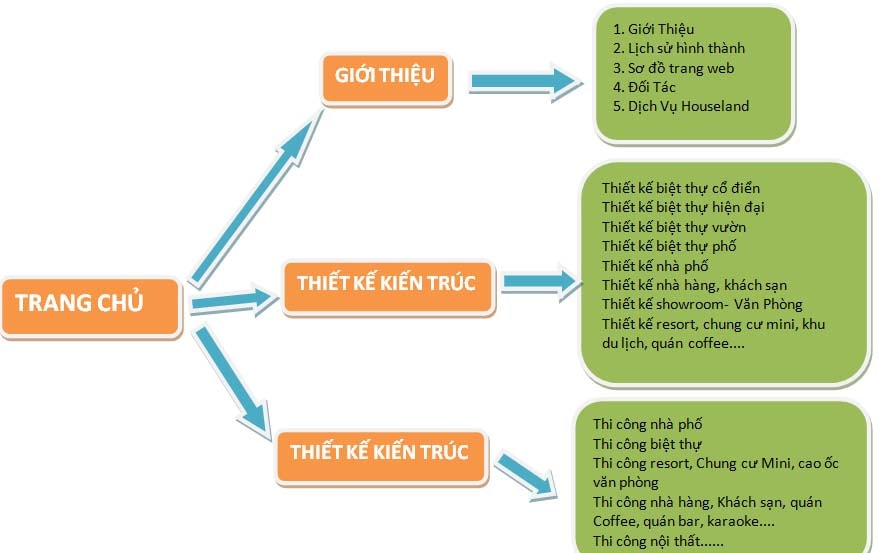 TRANG CHỦ
GIỚI THIỆU
1. Giới Thiệu
2. Lịch sử hình thành
3. Sơ đồ trang web
4. Đối Tác
5. Dịch Vụ Houseland
THIẾT KẾ KIẾN TRÚC
Thiết kế biệt thự cổ điển
Thiết kế biệt thự hiện đại
Thiết kế biệt thự vườn
Thiết kế biệt thự phố
Thiết kế nhà phố
Thiết kế nhà hàng, khách sạn
Thiết kế showroom- Văn Phòng
Thiết kế resort, chung cư mini, khu
du lịch, quán coffee....
THIẾT KẾ KIẾN TRÚC
Thi công nhà phố
Thi công biệt thự
Thi công resort, Chung cư Mini, cao ốc
văn phòng
Thi công nhà hàng, Khách sạn, quán
Coffee, quán bar, karaoke....
Thi công nội thất......